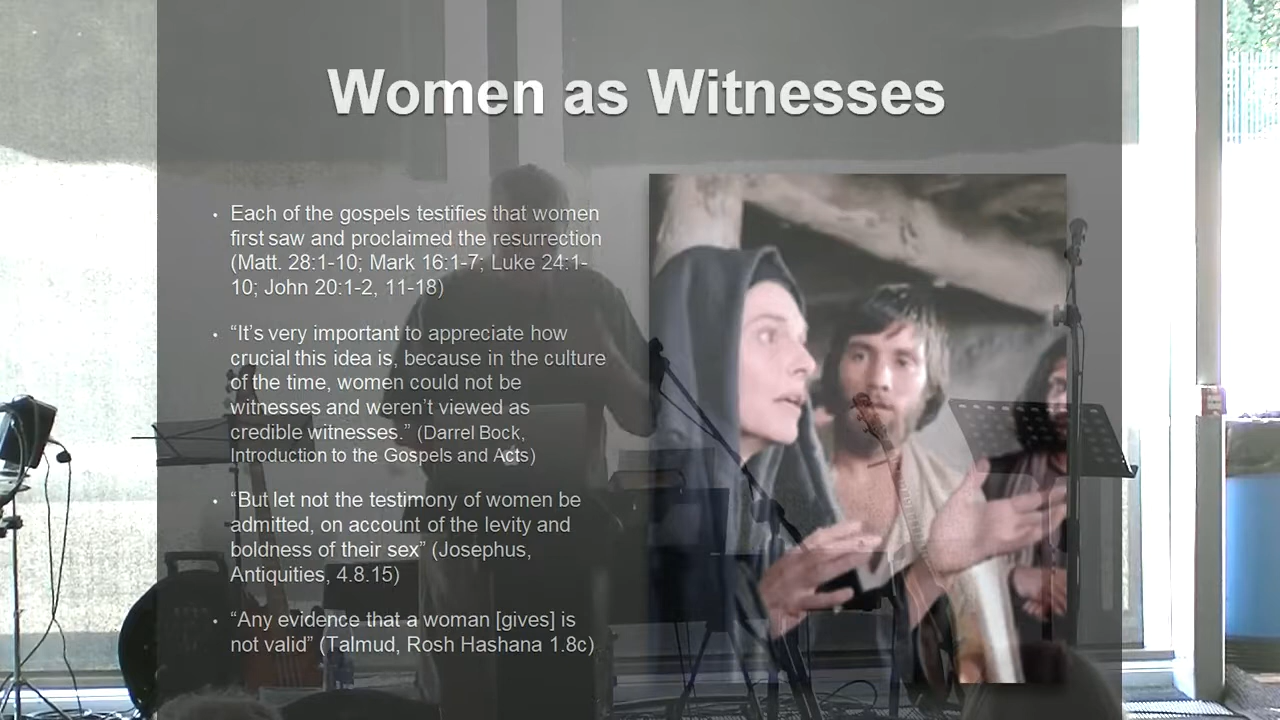 Women as Witnesses
• Each of the gospels testifies that women
first saw and proclaimed the resurrection
(Matt. 28:1-10; Mark 16:1-7; Luke 24:1-
10; John 20:1-2, 11-18)
• “It’s very important to appreciate how
crucial this idea is, because in the culture
of the time, women could not be
witnesses and weren’t viewed as
credible witnesses.” (Darrel Bock,
Introduction to the Gospels and Acts)
• “But let not the testimony of women be
admitted, on account of the levity and
boldness of their sex” (Josephus,
Antiquities, 4.8.15)
• “Any evidence that a woman [gives] is
not valid” (Talmud, Rosh Hashana 1.8c)